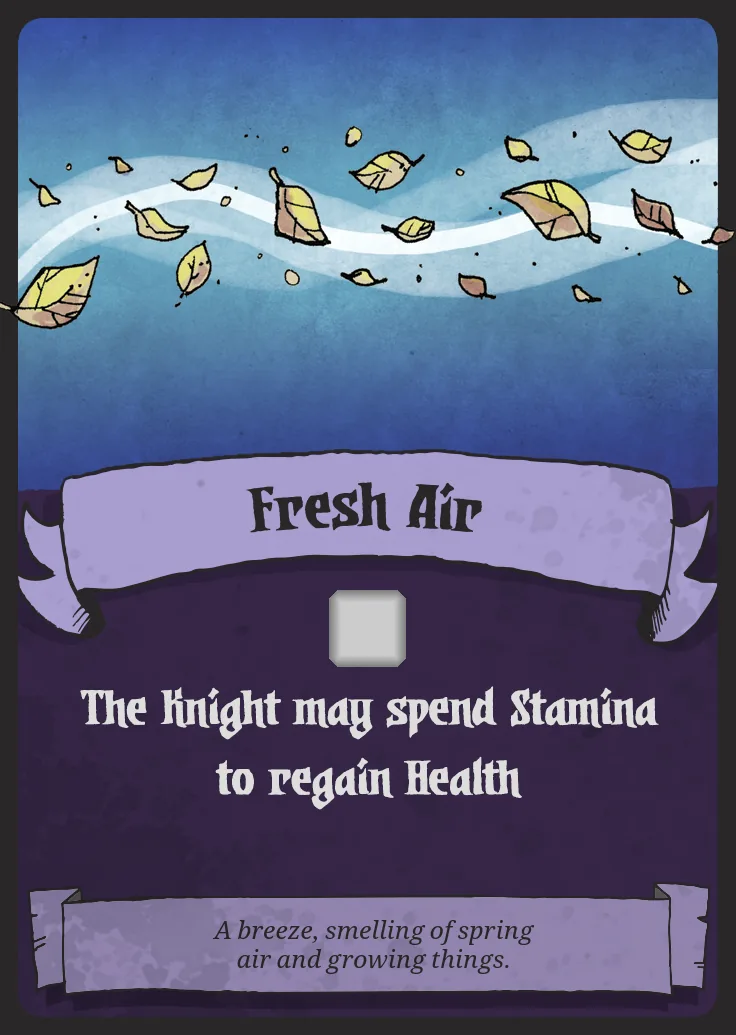 Fresh Air
The Knight may spend Stamina
to regain Health
A breeze, smelling of spring
air and growing things.